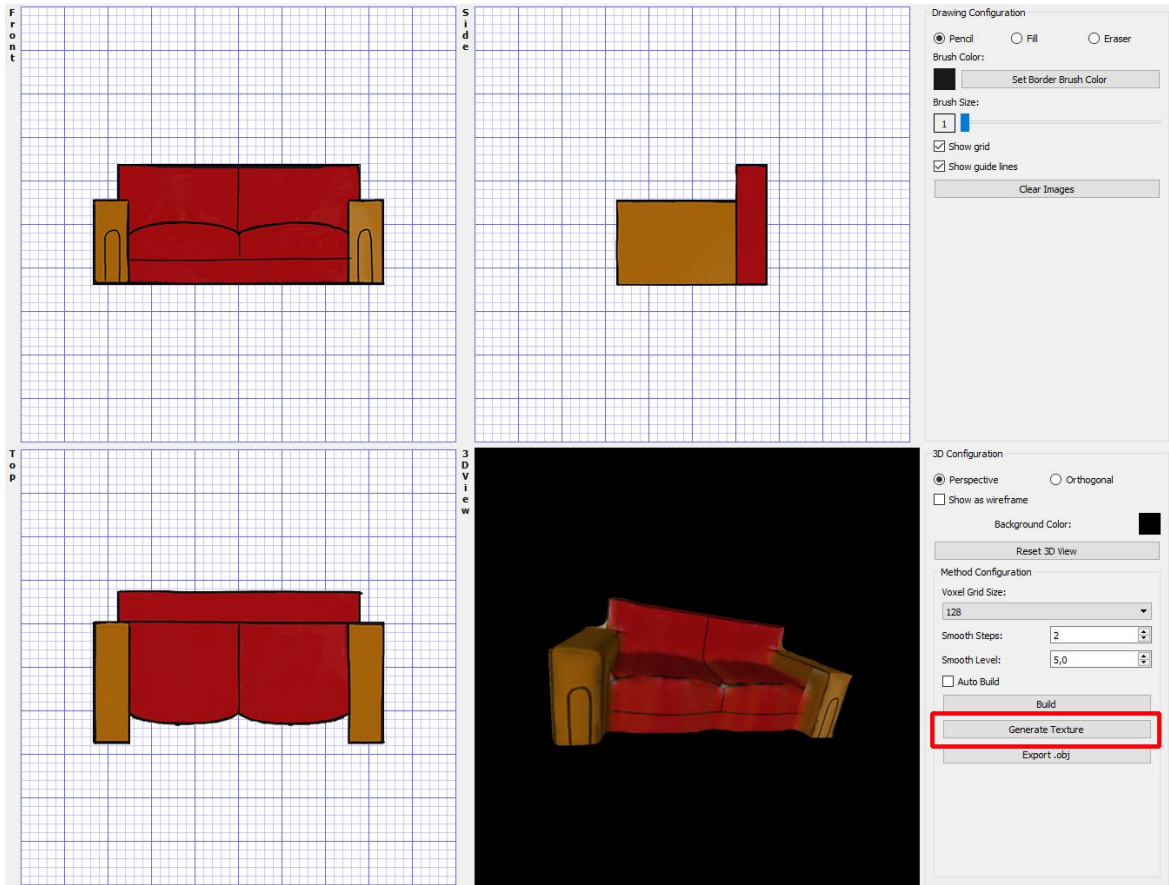 Front
Side
Drawing Configuration
Pencil
Fill
Eraser
Brush Color:
Set Border Brush Color
Brush Size:
1
Show grid
Show guide lines
Clear Images
Top
3DView
3D Configuration
Perspective
Orthogonal
Show as wireframe
Background Color:
Reset 3D View
Method Configuration
Voxel Grid Size:
128
Smooth Steps:
2
Smooth Level:
5,0
Auto Build
Build
Generate Texture
Export .obj